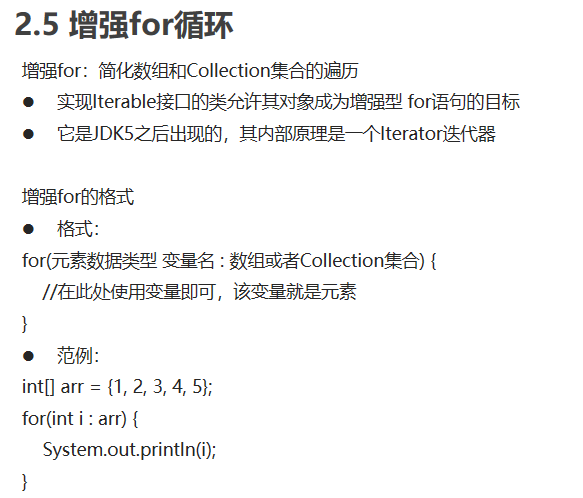 2.5 增强for循环
增强for：简化数组和Collection集合的遍历
● 实现Iterable接口的类允许其对象成为增强型 for语句的目标
● 它是JDK5之后出现的，其内部原理是一个Iterator迭代器
增强for的格式
● 格式：
for(元素数据类型 变量名 : 数组或者Collection集合) {
//在此处使用变量即可，该变量就是元素
}
● 范例：
int[] arr = {1, 2, 3, 4, 5};
for(int i : arr) {
System.out.println(i);
}